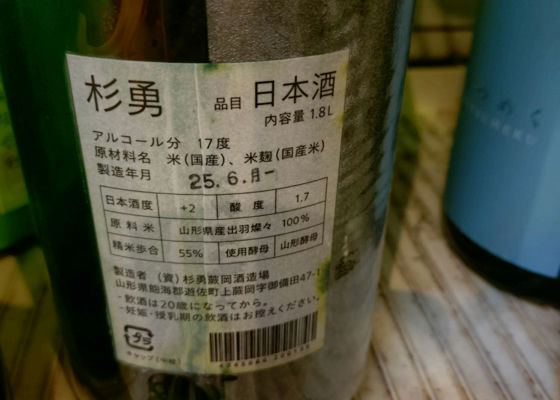 杉勇
品目 日本酒
内容量 1.8L
アルコール分 17度
原材料名 米(国産)、米麹(国産米)
製造年月 25.6.月
日本酒度 +2 酸度 1.7
原料米 山形県産出羽燦々 100%
精米歩合 55% 使用酵母 山形酵母
製造者 (資)杉勇蕨岡酒造場
山形県飽海郡遊佐町上蕨岡字御備田47-1
・飲酒は20歳になってから。
・妊娠・授乳期の飲酒はお控えください。
プラ